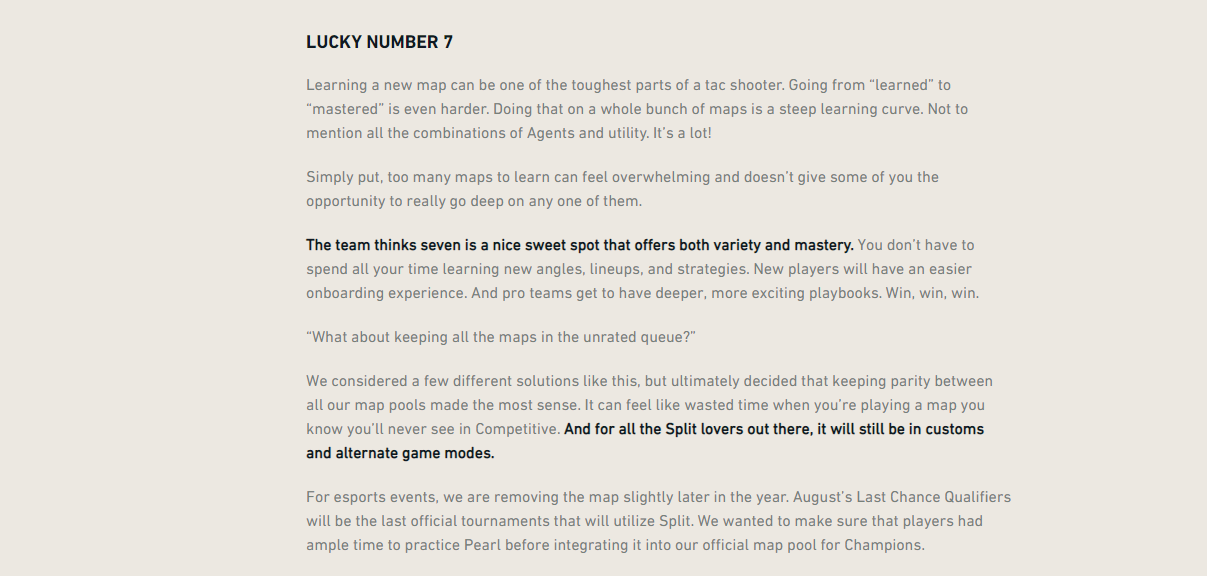 LUCKY NUMBER 7
Learning a new map can be one of the toughest parts of a tac shooter. Going from “learned” to
“mastered” is even harder. Doing that on a whole bunch of maps is a steep learning curve. Not to
mention all the combinations of Agents and utility. It’s a lot!
Simply put, too many maps to learn can feel overwhelming and doesn’t give some of you the
opportunity to really go deep on any one of them.
The team thinks seven is a nice sweet spot that offers both variety and mastery. You don’t have to
spend all your time learning new angles, lineups, and strategies. New players will have an easier
onboarding experience. And pro teams get to have deeper, more exciting playbooks. Win, win, win.
“What about keeping all the maps in the unrated queue?”
We considered a few different solutions like this, but ultimately decided that keeping parity between
all our map pools made the most sense. It can feel like wasted time when you’re playing a map you
know you’ll never see in Competitive. And for all the Split lovers out there, it will still be in customs
and alternate game modes.
For esports events, we are removing the map slightly later in the year. August’s Last Chance Qualifiers
will be the last official tournaments that will utilize Split. We wanted to make sure that players had
ample time to practice Pearl before integrating it into our official map pool for Champions.